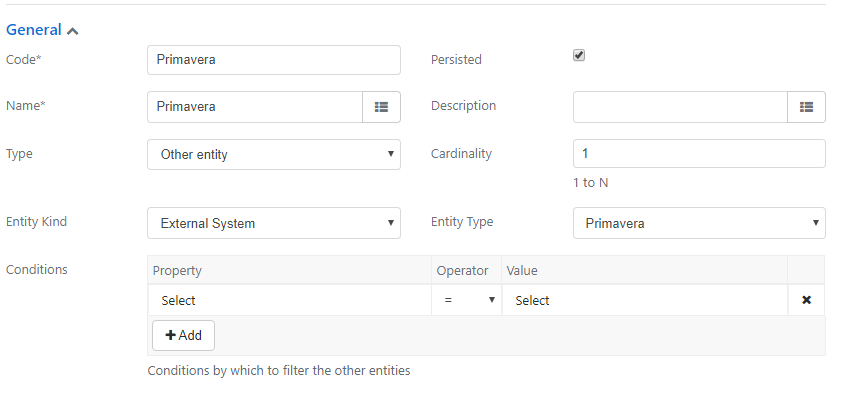 General
Code* Primavera Persisted
Name* Primavera Description
Type Other entity Cardinality 1
1 to N
Entity Kind External System Entity Type Primavera
Conditions Property Operator Value
Select = Select
Add
Conditions by which to filter the other entities